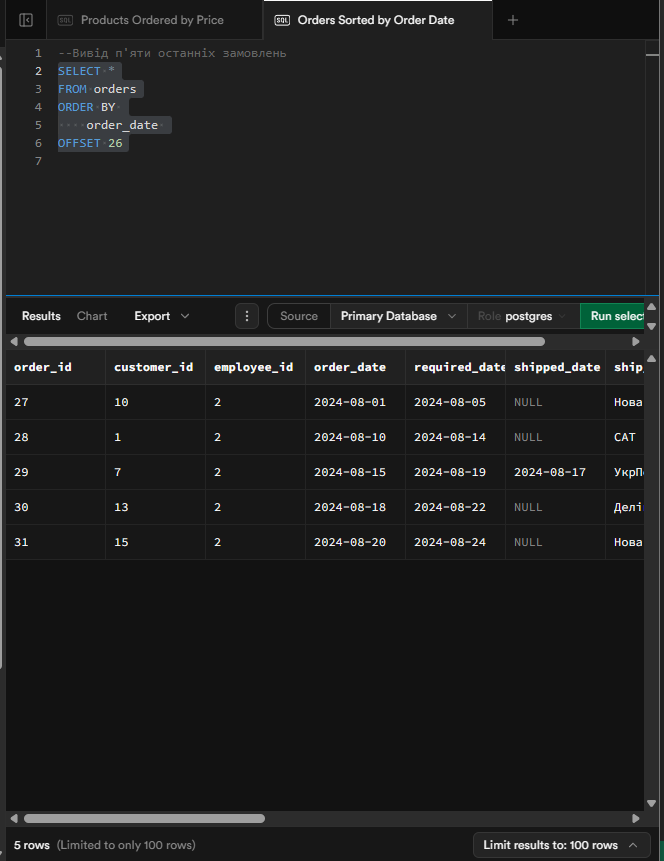 SQL Products Ordered by Price SQL Orders Sorted by Order Date +
1 --Вивід п'яти останніх замовлень
2 SELECT *
3 FROM orders
4 ORDER BY
5 order_date
6 OFFSET 26
7
Results Chart Export Source Primary Database Role postgres Run select
order_id customer_id employee_id order_date required_date shipped_date ship_
27 10 2 2024-08-01 2024-08-05 NULL Нова
28 1 2 2024-08-10 2024-08-14 NULL САТ
29 7 2 2024-08-15 2024-08-19 2024-08-17 УкрПо
30 13 2 2024-08-18 2024-08-22 NULL Делі
31 15 2 2024-08-20 2024-08-24 NULL Нова
5 rows (Limited to only 100 rows) Limit results to: 100 rows